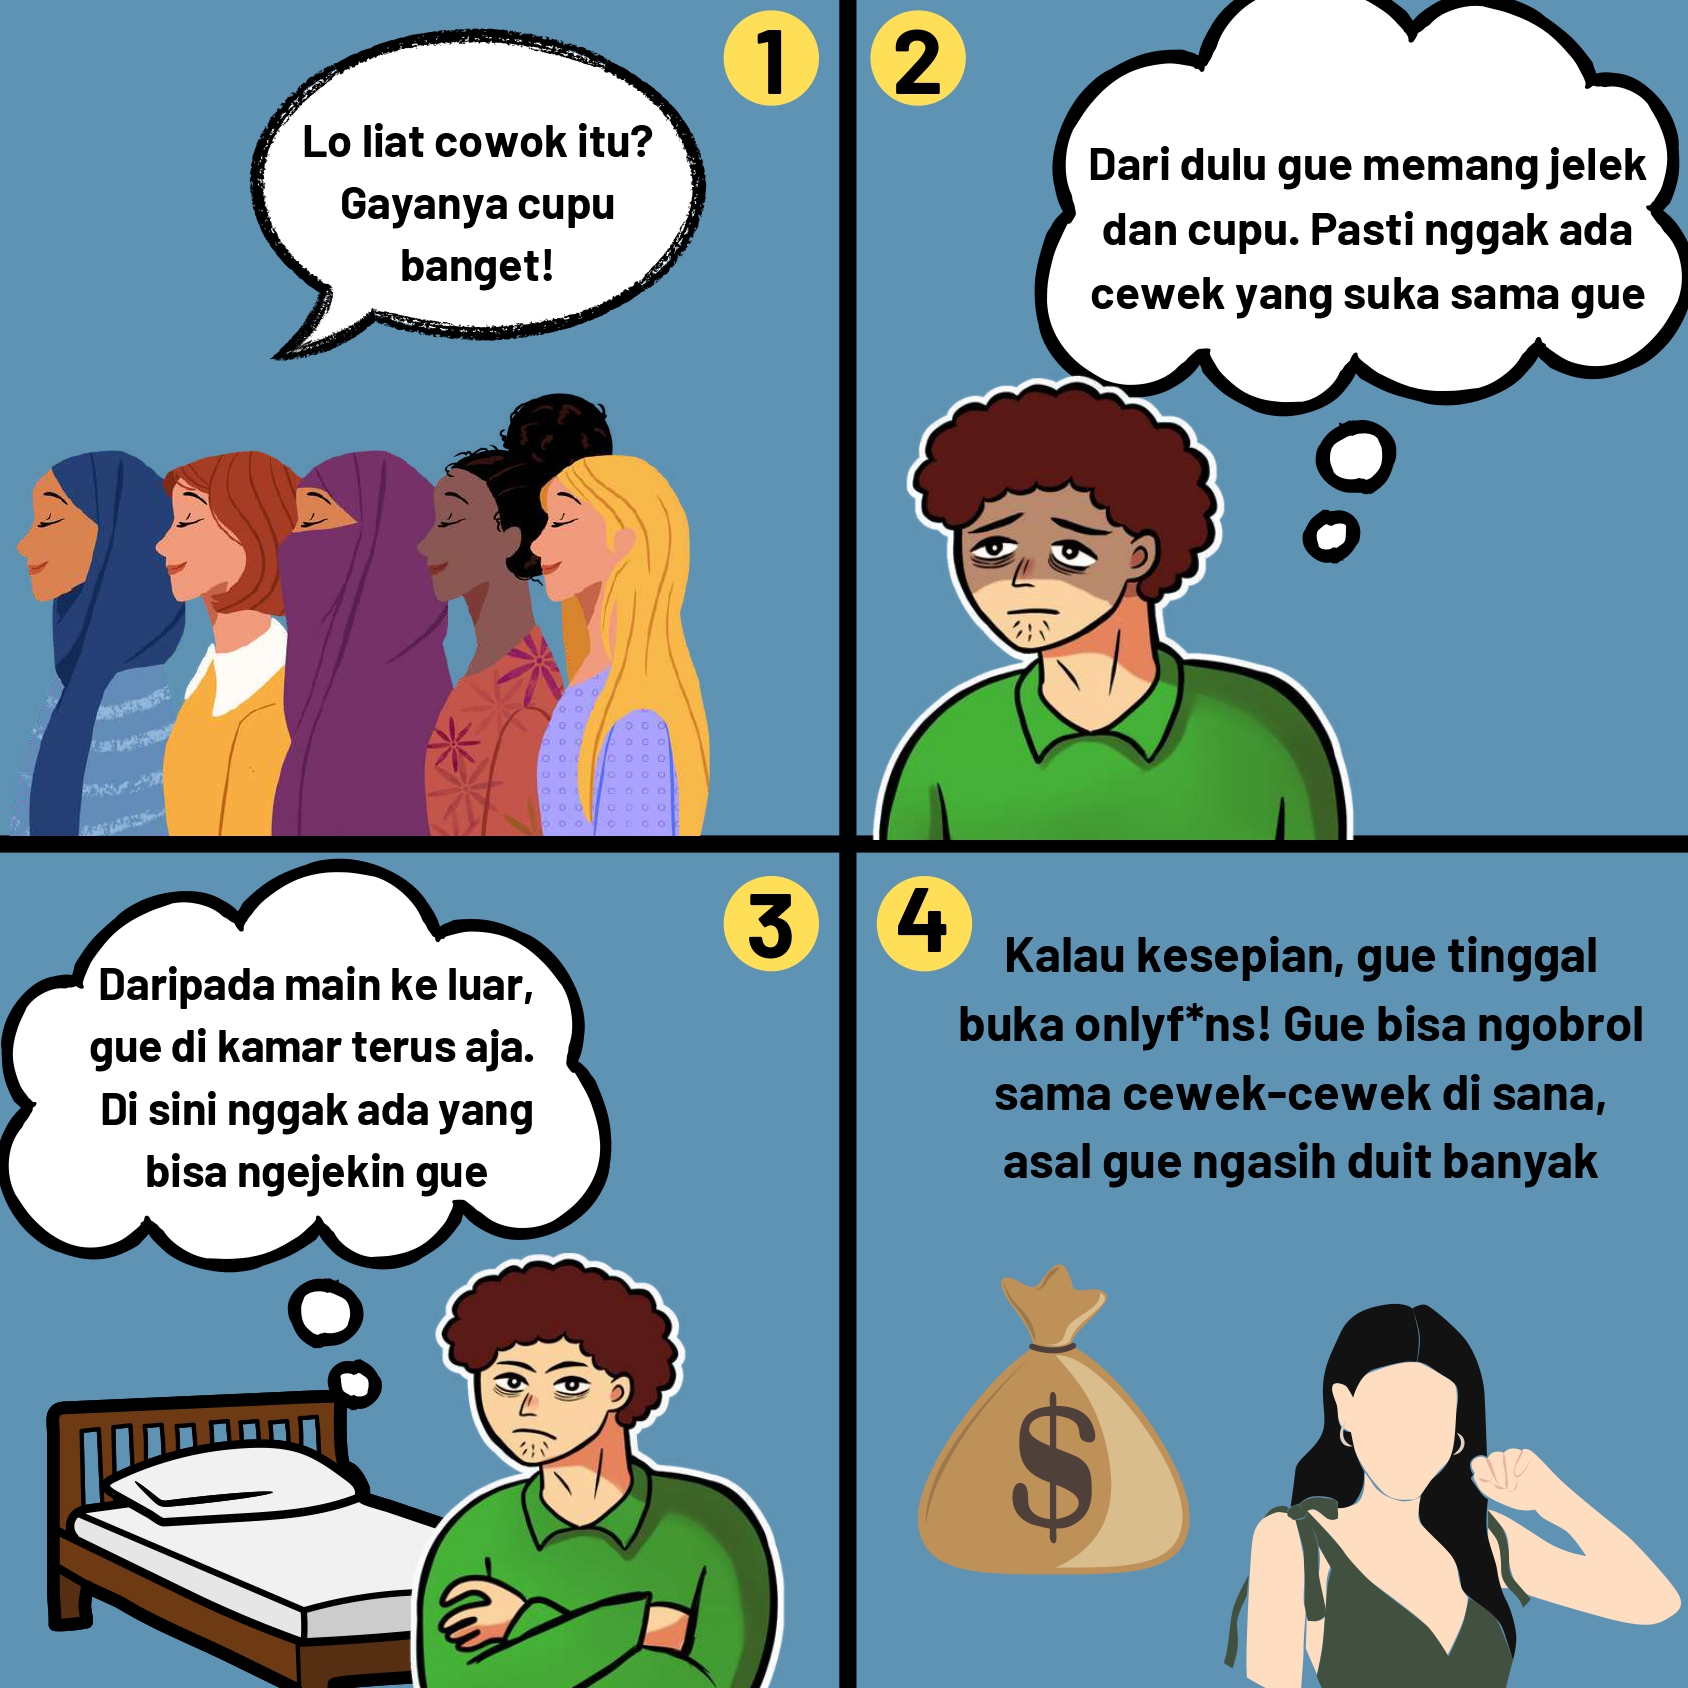 1
Lo liat cowok itu?
Gayanya cupu
banget!
2
Dari dulu gue memang jelek
dan cupu. Pasti nggak ada
cewek yang suka sama gue
3
Daripada main ke luar,
gue di kamar terus aja.
Di sini nggak ada yang
bisa ngejekin gue
4
Kalau kesepian, gue tinggal
buka onlyf*ns! Gue bisa ngobrol
sama cewek-cewek di sana,
asal gue ngasih duit banyak
$